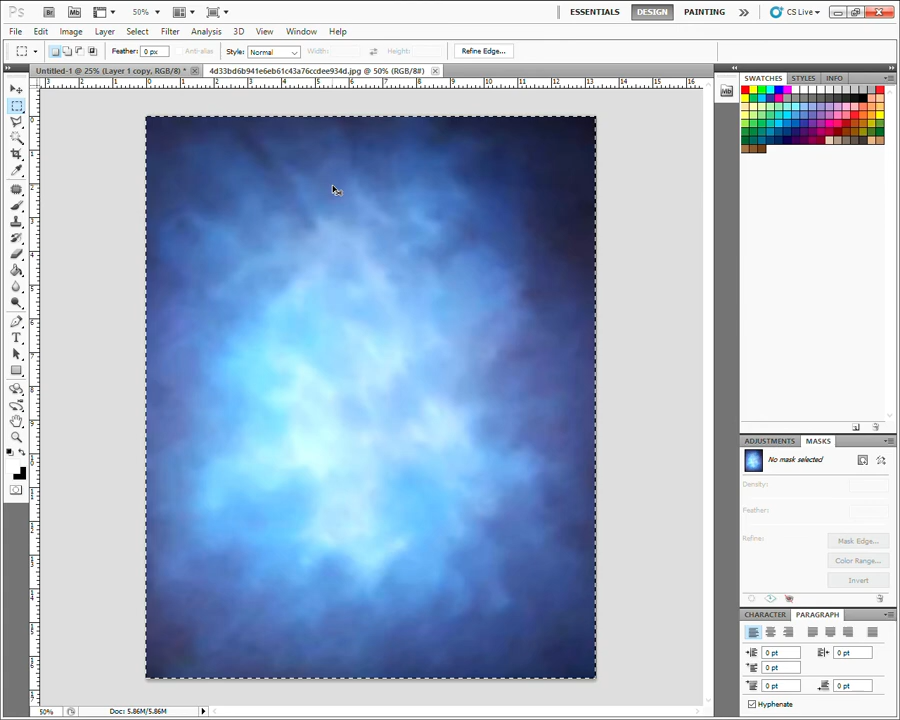 Ps Br Mb 50% ESSENTIALS DESIGN PAINTING CS Live
File Edit Image Layer Select Filter Analysis 3D View Window Help
Feather: 0 px Anti-alias Style: Normal Width: Height: Refine Edge...
Untitled-1 @ 25% (Layer 1 copy, RGB/8) * 4d33bd6b941e6eb61c43a76ccdee934d.jpg @ 50% (RGB/8#)
SWATCHES STYLES INFO
ADJUSTMENTS MASKS
No mask selected
Density:
Feather:
Refine: Mask Edge...
Color Range...
Invert
CHARACTER PARAGRAPH
0 pt 0 pt
0 pt
0 pt 0 pt
Hyphenate
50% Doc: 5.86M/5.86M